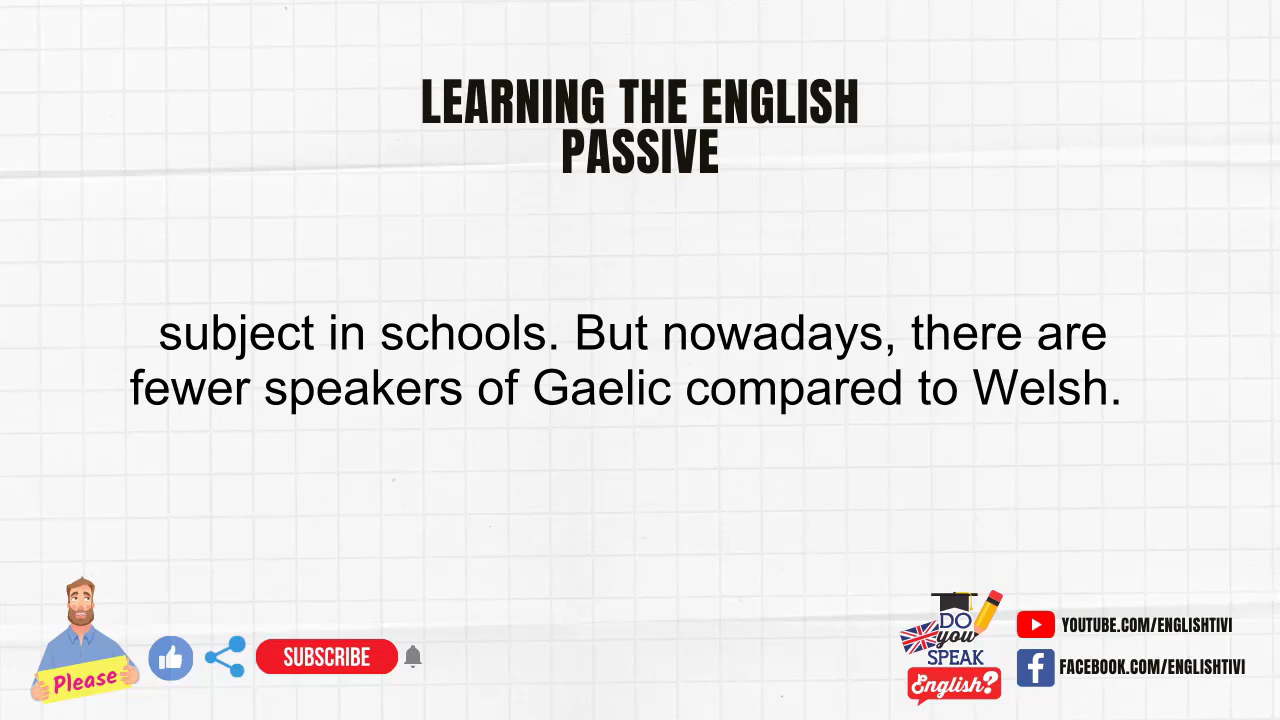 LEARNING THE ENGLISH
PASSIVE
subject in schools. But nowadays, there are
fewer speakers of Gaelic compared to Welsh.
Please
SUBSCRIBE
DO
you
SPEAK
English?
YOUTUBE.COM/ENGLISHTIVI
FACEBOOK.COM/ENGLISHTIVI